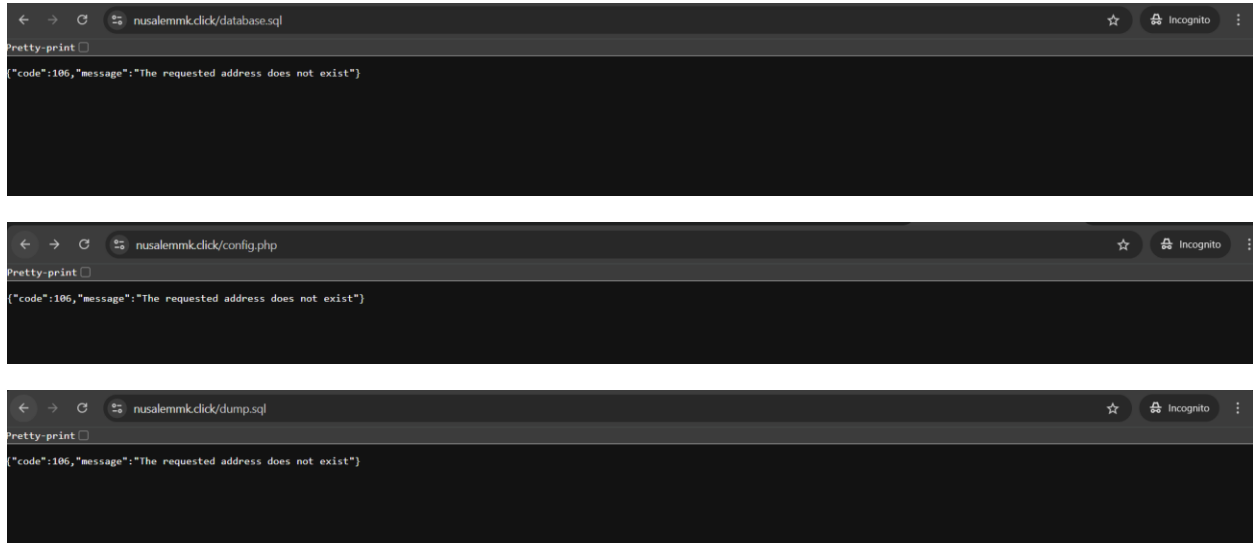 nusalemmk.click/database.sql Incognito
Pretty-print
{"code":106,"message":"The requested address does not exist"}
nusalemmk.click/config.php Incognito
Pretty-print
{"code":106,"message":"The requested address does not exist"}
nusalemmk.click/dump.sql Incognito
Pretty-print
{"code":106,"message":"The requested address does not exist"}